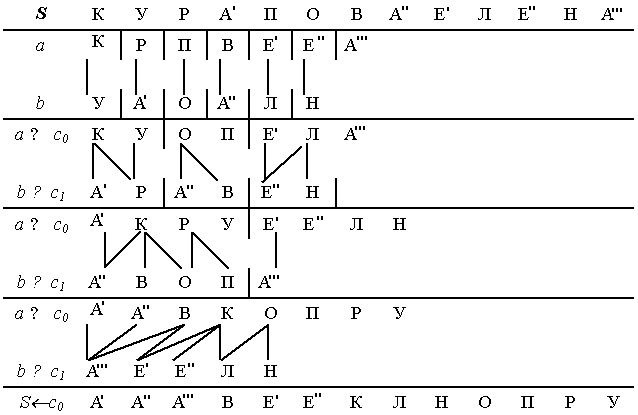 S К У Р А' П О В А" Е' Л Е" Н А'"
a К Р П В Е' Е" А'"
b У А' О А" Л Н
a ? c₀ К У О П Е' Л А'"
b ? c₁ А' Р А" В Е" Н
a ? c₀ А' К Р У Е' Е" Л Н
b ? c₁ А" В О П А'"
a ? c₀ А' А" В К О П Р У
b ? c₁ А'" Е' Е" Л Н
S←c₀ А' А" А'" В Е' Е" К Л Н О П Р У